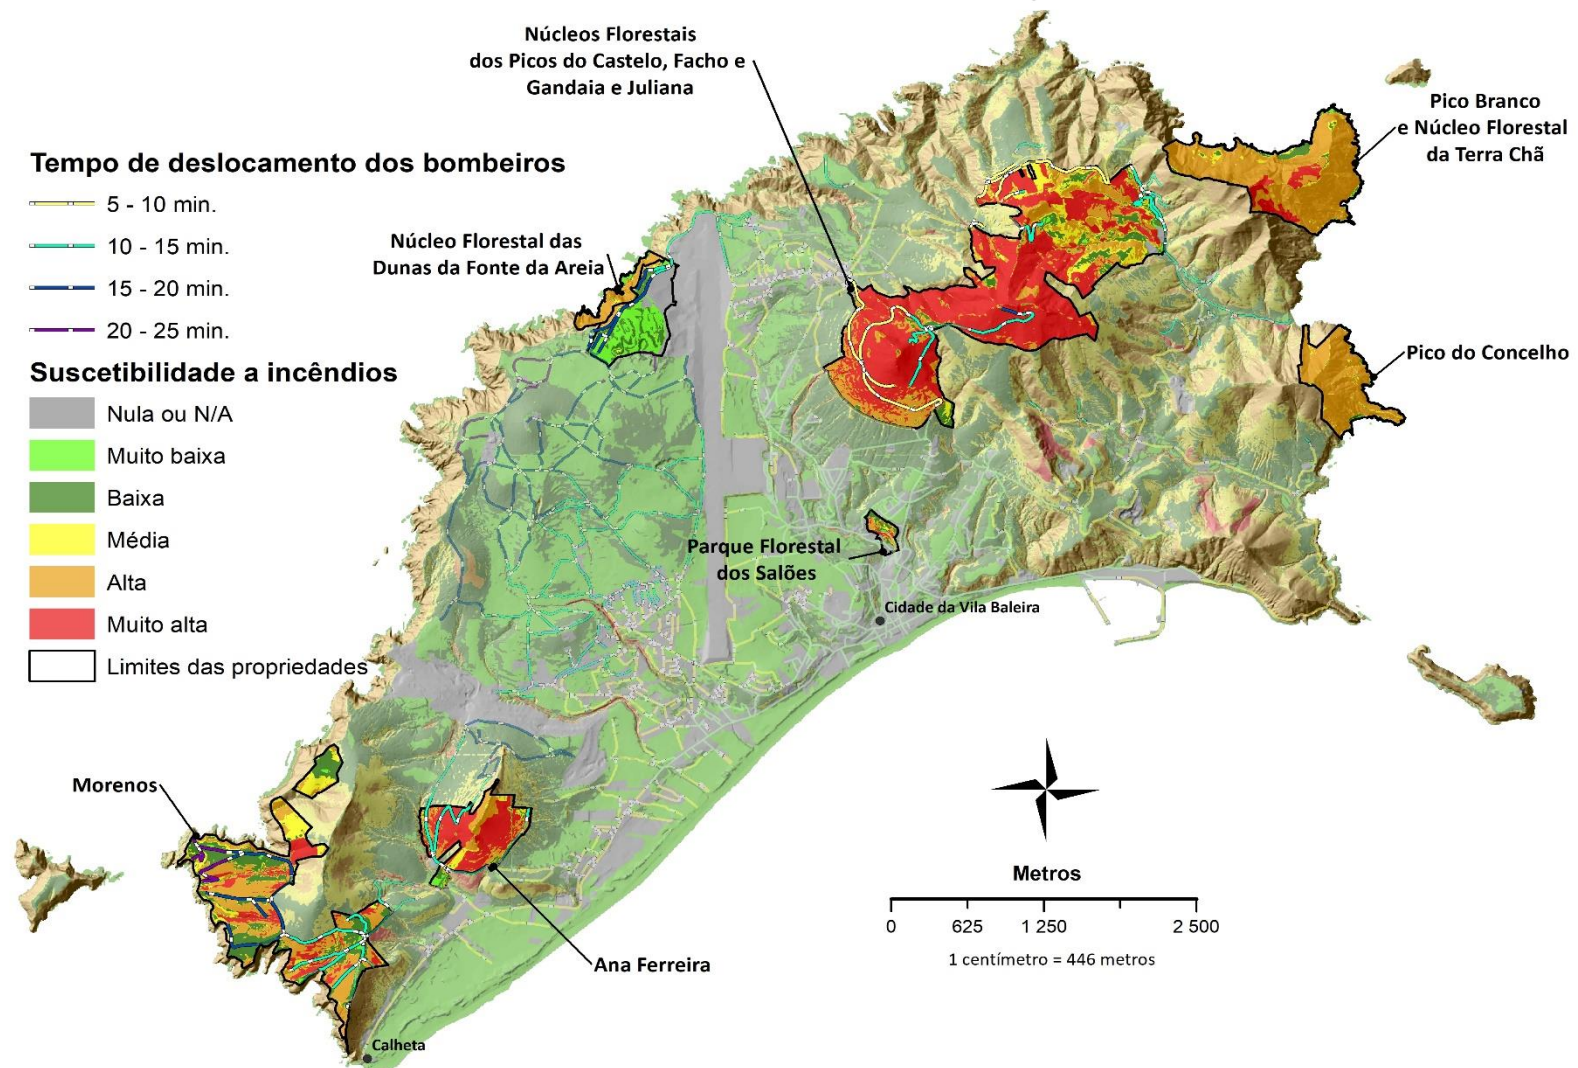 Núcleos Florestais
dos Picos do Castelo, Facho e
Gandaia e Juliana
Pico Branco
e Núcleo Florestal
da Terra Chã
Tempo de deslocamento dos bombeiros
5 - 10 min.
10 - 15 min.
15 - 20 min.
20 - 25 min.
Núcleo Florestal das
Dunas da Fonte da Areia
Pico do Concelho
Suscetibilidade a incêndios
Nula ou N/A
Muito baixa
Baixa
Média
Alta
Muito alta
Limites das propriedades
Parque Florestal
dos Salões
Cidade da Vila Baleira
Morenos
Ana Ferreira
Calheta
Metros
0 625 1 250 2 500
1 centímetro = 446 metros